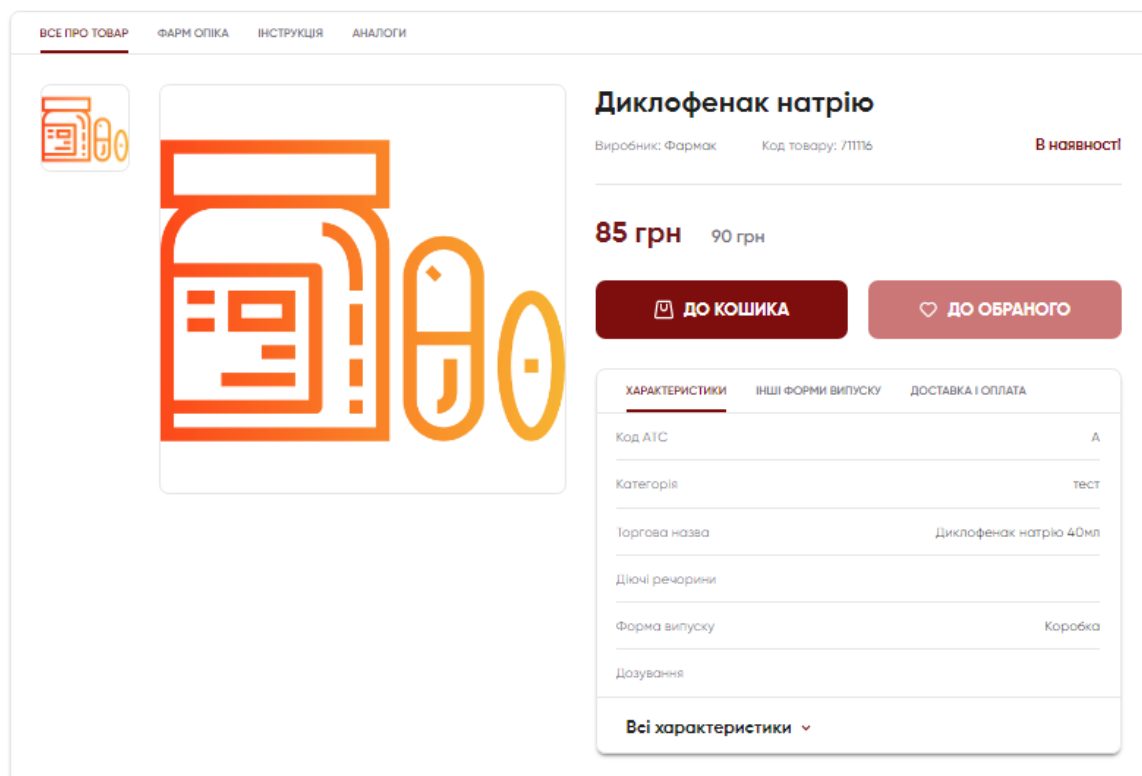 ВСЕ ПРО ТОВАР ФАРМ ОПІКА ІНСТРУКЦІЯ АНАЛОГИ
Диклофенак натрію
Виробник: Фармак Код товару: 711116 В наявності
85 грн 90 грн
ДО КОШИКА ДО ОБРАНОГО
ХАРАКТЕРИСТИКИ ІНШІ ФОРМИ ВИПУСКУ ДОСТАВКА І ОПЛАТА
Код АТС А
Категорія тест
Торгова назва Диклофенак натрію 40мл
Діючі речорини
Форма випуску Коробка
Дозування
Всі характеристики